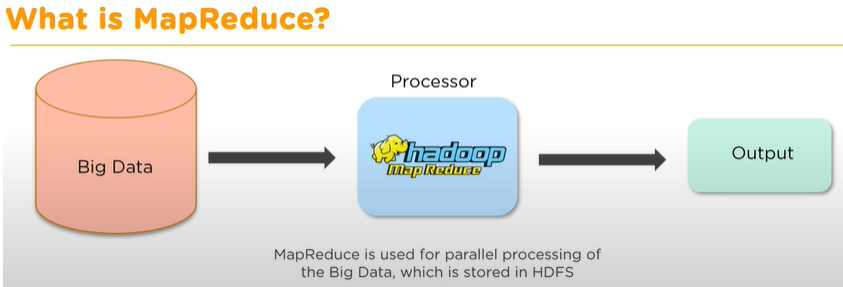 What is MapReduce?
Processor
Big Data
hadoop
Map Reduce
Output
MapReduce is used for parallel processing of
the Big Data, which is stored in HDFS